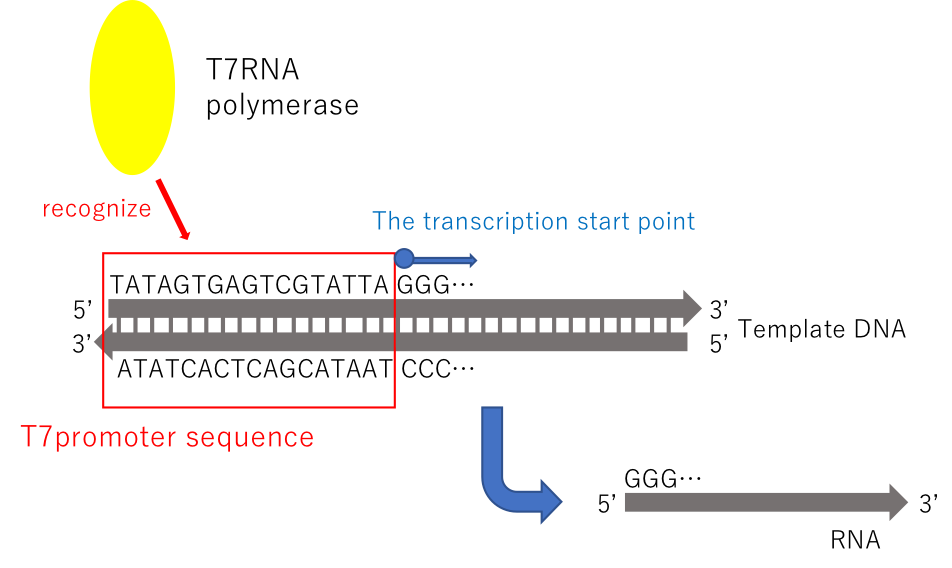 T7RNA
polymerase
recognize
The transcription start point
TATAGTGAGTCGTATTA GGG…
5’ 3’
Template DNA
3’ 5’
ATATCACTCAGCATAAT CCC…
T7promoter sequence
GGG…
5’ 3’
RNA